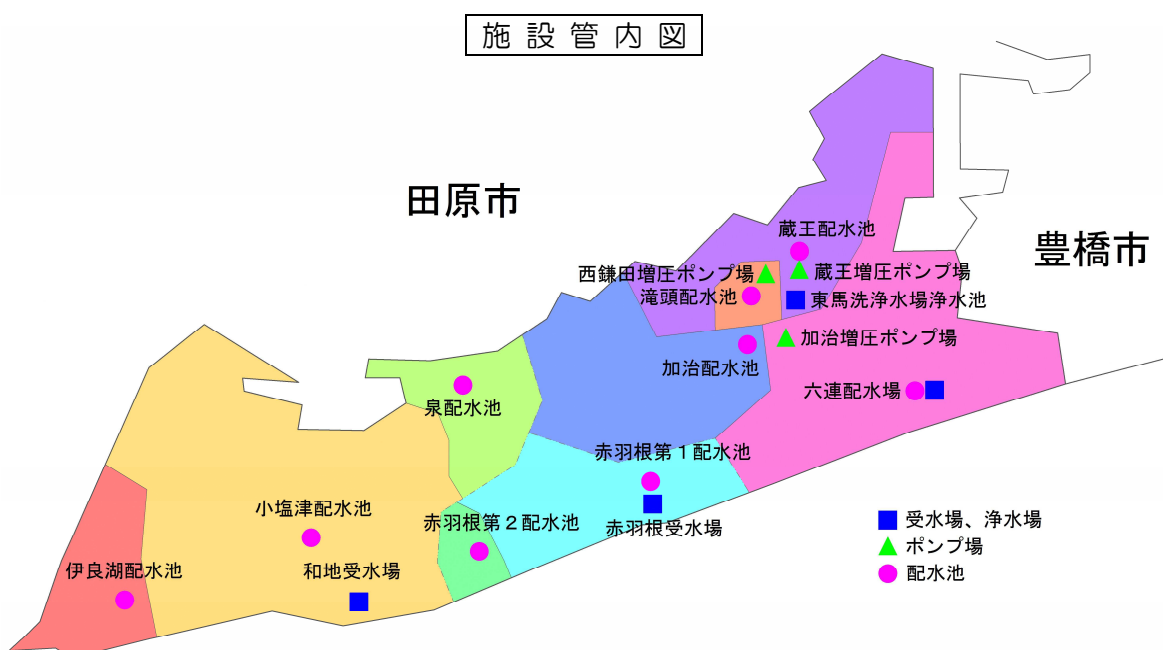 施設管内図
田原市
豊橋市
蔵王配水池
西鎌田増圧ポンプ場
蔵王増圧ポンプ場
滝頭配水池
東馬洗浄水場浄水池
加治増圧ポンプ場
加治配水池
六連配水場
泉配水池
赤羽根第１配水池
小塩津配水池
赤羽根第２配水池
赤羽根受水場
伊良湖配水池
和地受水場
受水場、浄水場
ポンプ場
配水池